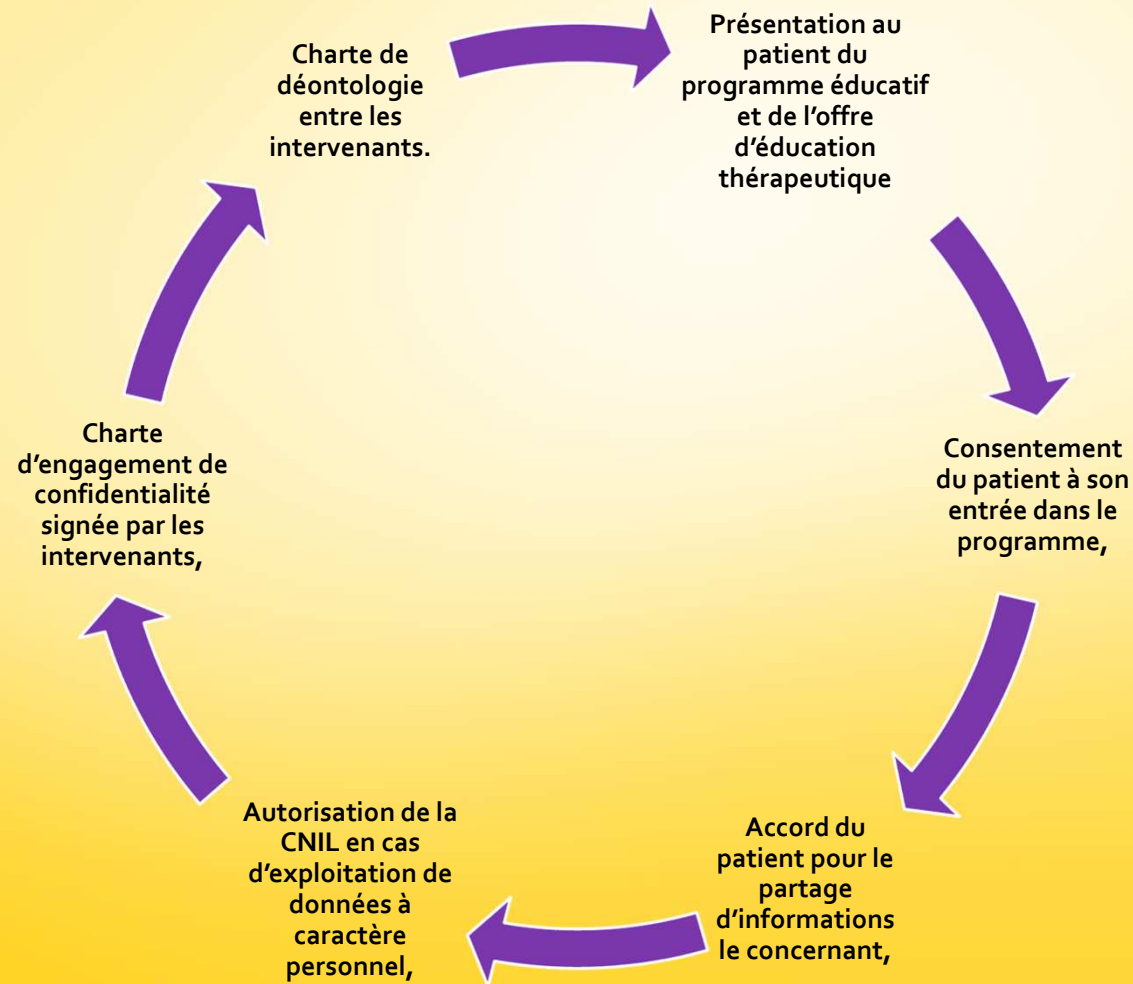 Charte de
déontologie
entre les
intervenants.
Présentation au
patient du
programme éducatif
et de l'offre
d'éducation
thérapeutique
Consentement
du patient à son
entrée dans le
programme,
Accord du
patient pour le
partage
d'informations
le concernant,
Autorisation de la
CNIL en cas
d'exploitation de
données à
caractère
personnel,
Charte
d'engagement de
confidentialité
signée par les
intervenants,